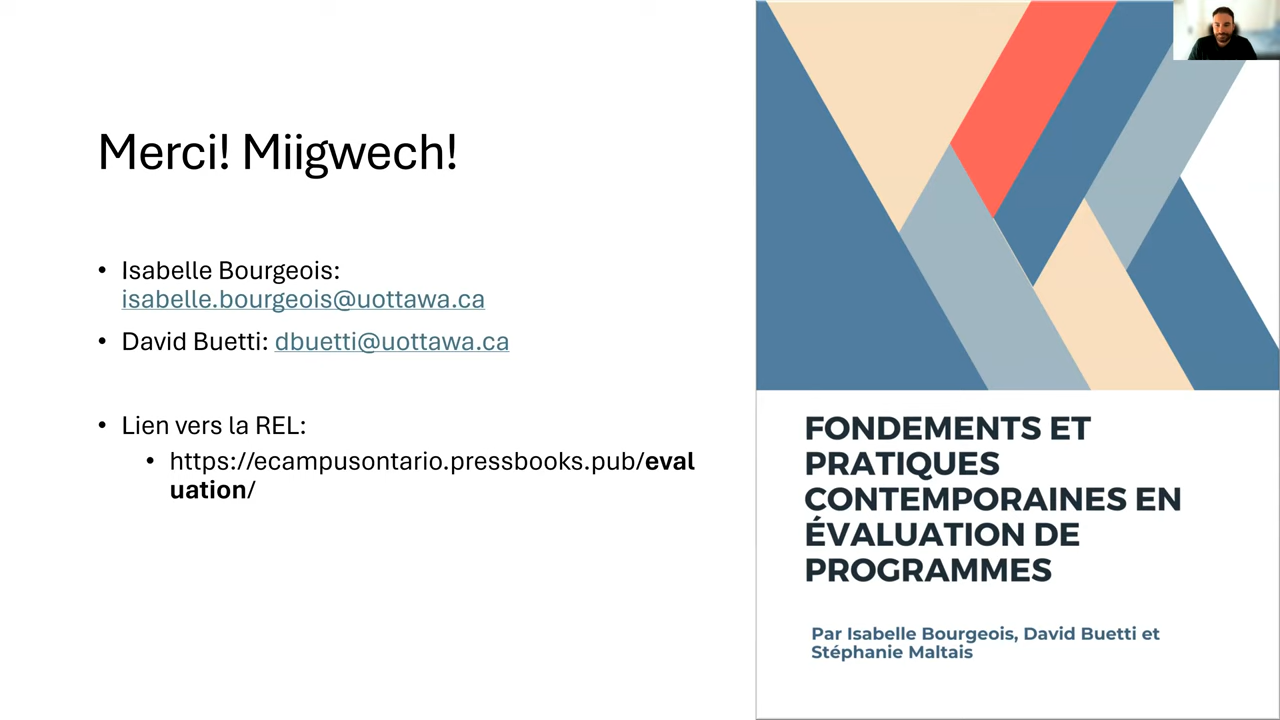 Merci! Miigwech!
• Isabelle Bourgeois:
isabelle.bourgeois@uottawa.ca
• David Buetti: dbuetti@uottawa.ca
• Lien vers la REL:
• https://ecampusontario.pressbooks.pub/eval
uation/
FONDEMENTS ET
PRATIQUES
CONTEMPORAINES EN
ÉVALUATION DE
PROGRAMMES
Par Isabelle Bourgeois, David Buetti et
Stéphanie Maltais